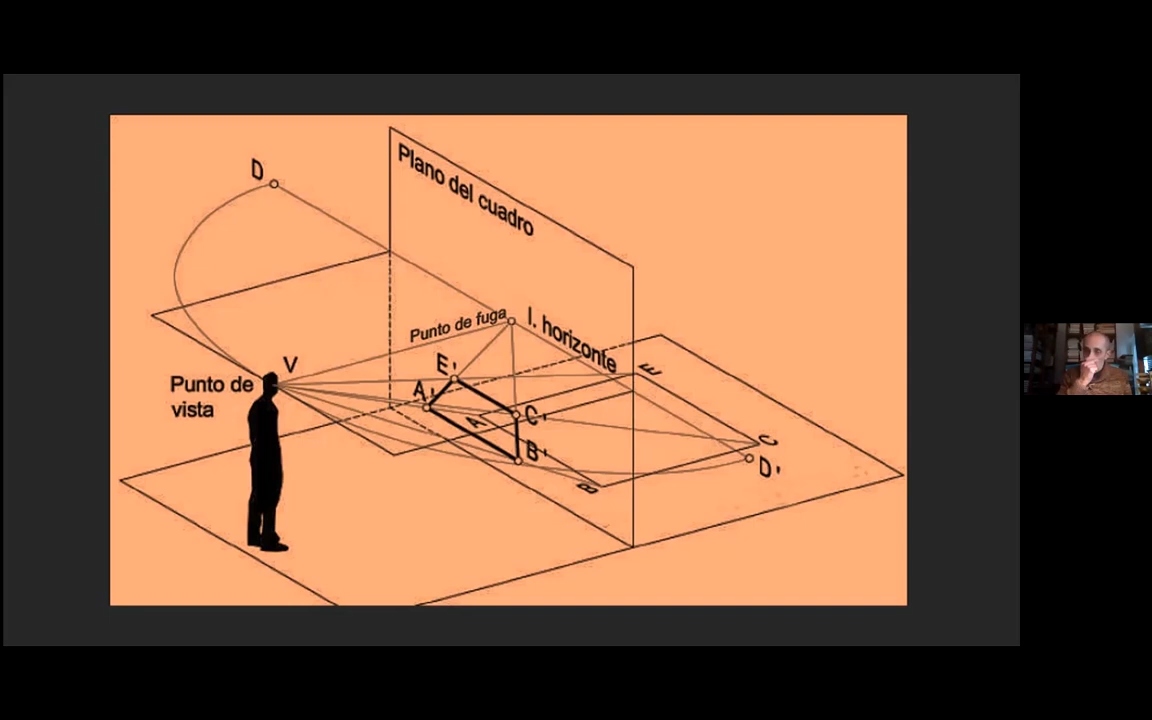 D
Plano del cuadro
Punto de fuga
l. horizonte
V
Punto de
vista
E'
A'
C'
B'
A
E
C
B
D'